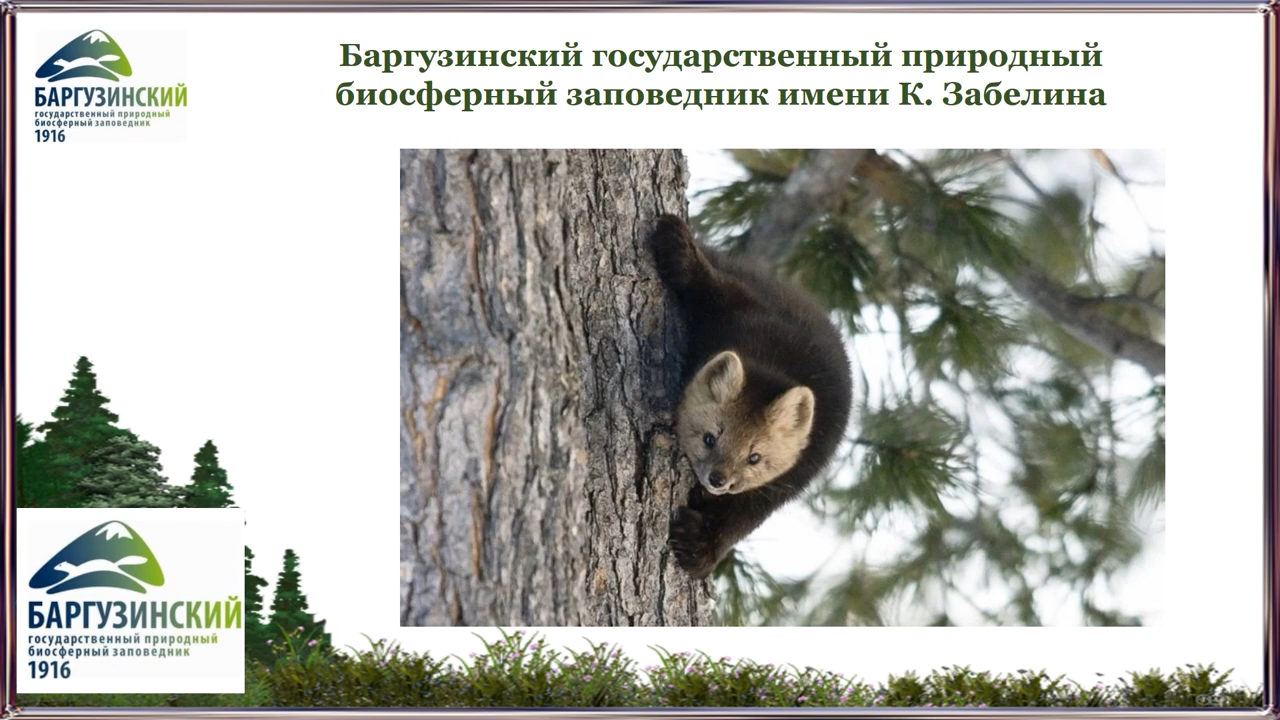 БАРГУЗИНСКИЙ
государственный природный
биосферный заповедник
1916
Баргузинский государственный природный
биосферный заповедник имени К. Забелина
БАРГУЗИНСКИЙ
государственный природный
биосферный заповедник
1916